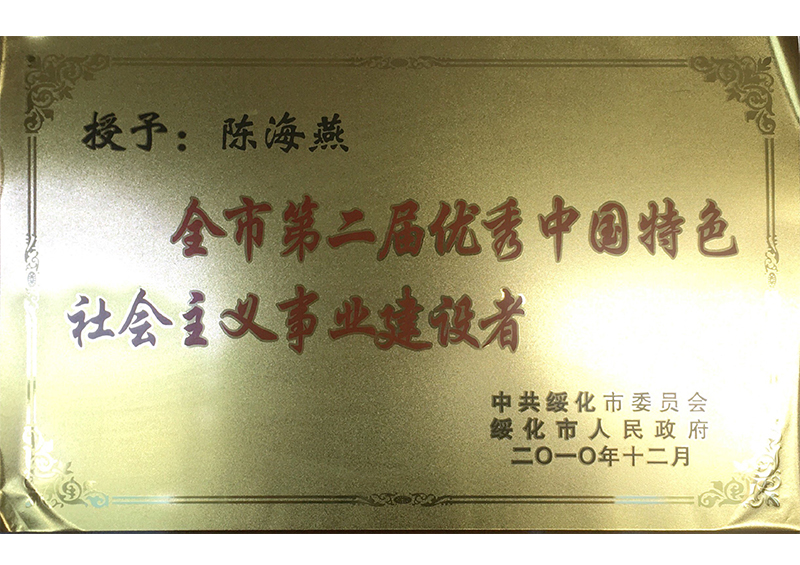 授予：陈海燕
全市第二届优秀中国特色
社会主义事业建设者
中共绥化市委员会
绥化市人民政府
二〇一〇年十二月